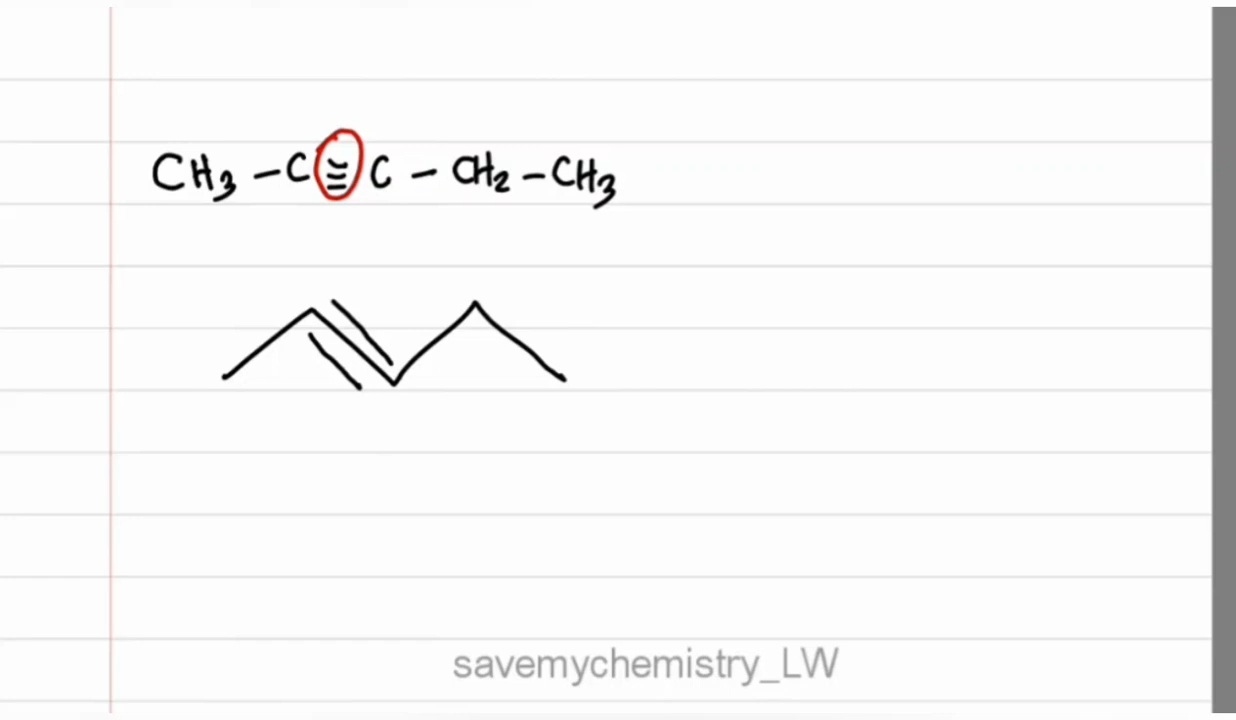 CH₃ – C ≡ C – CH₂ – CH₃
savemychemistry_LW